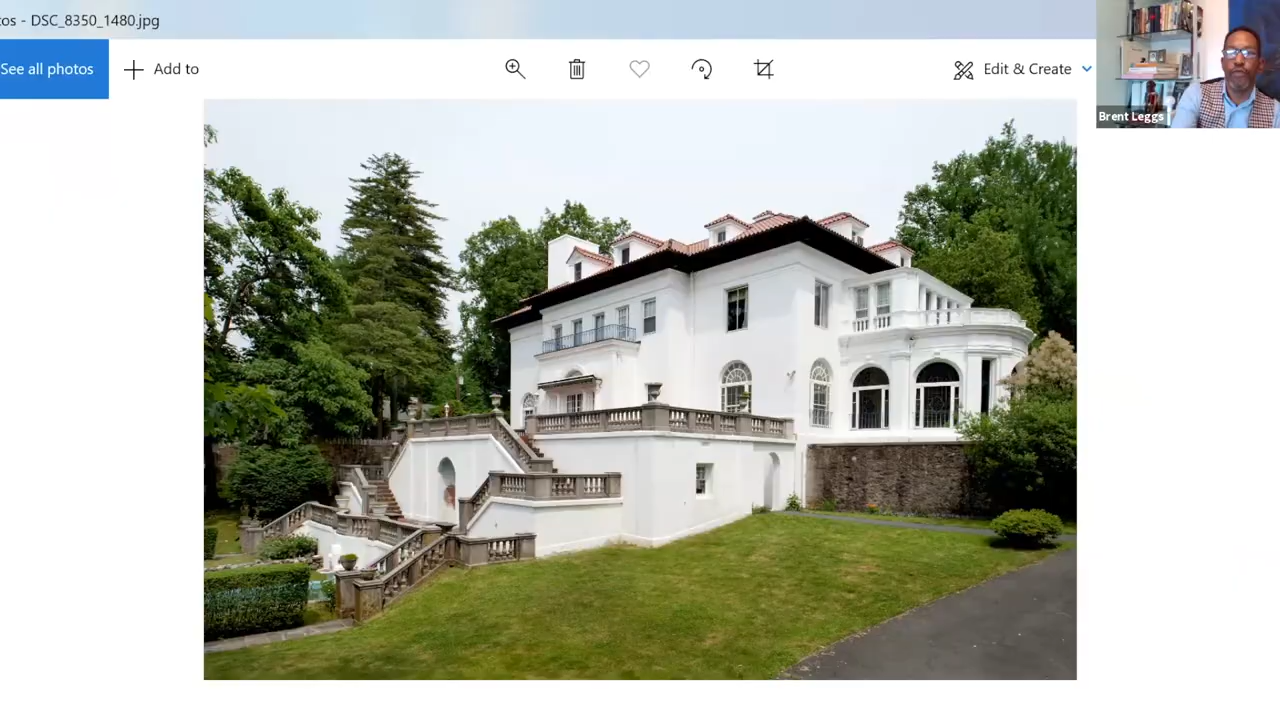 tos - DSC_8350_1480.jpg
See all photos
Add to
Edit & Create
Brent Leggs